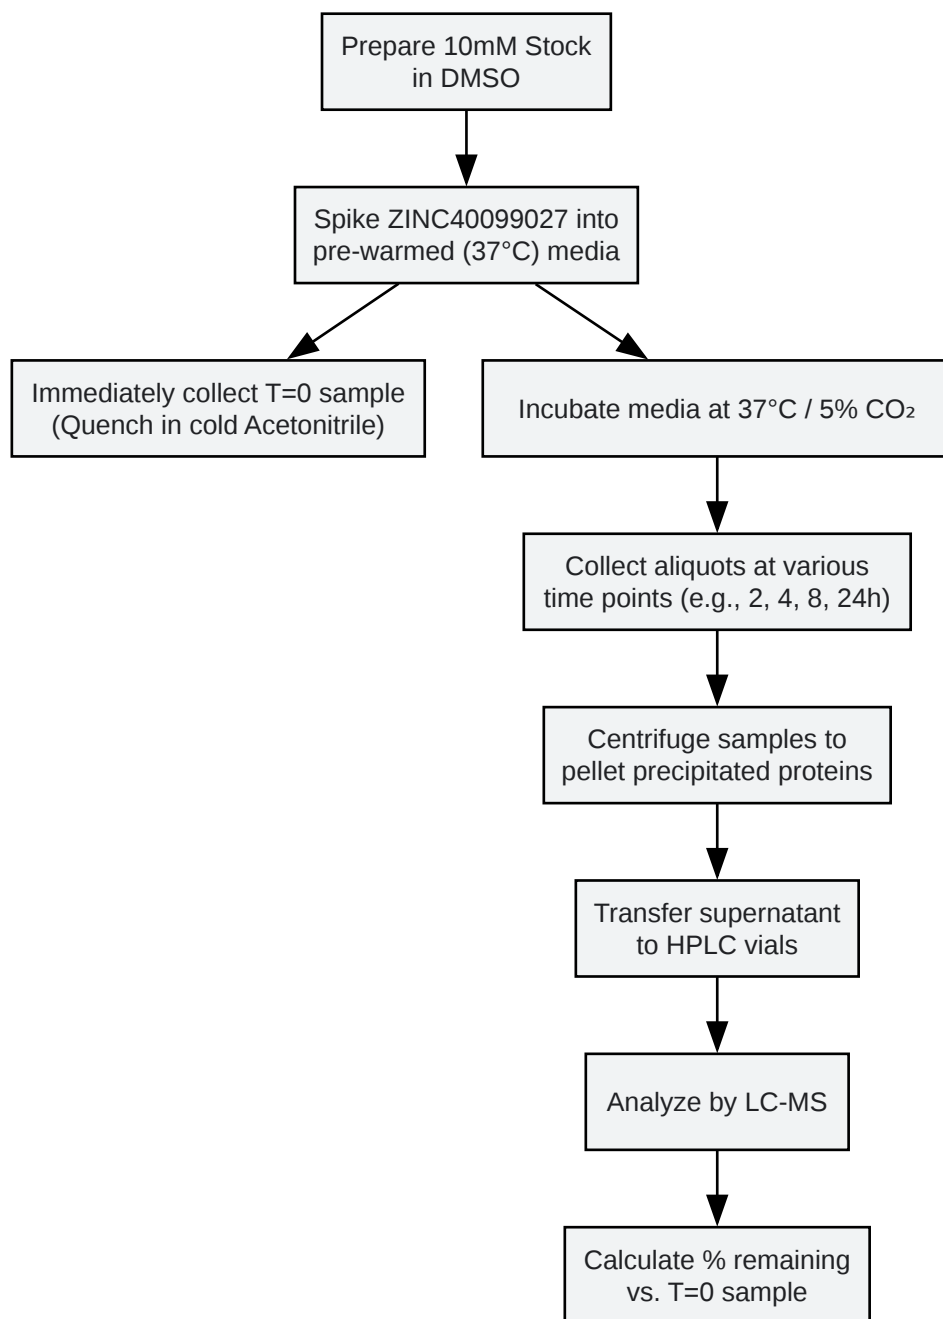 Prepare 10mM Stock
in DMSO
Spike ZINC40099027 into
pre-warmed (37°C) media
Immediately collect T=0 sample
(Quench in cold Acetonitrile)
Incubate media at 37°C / 5% CO₂
Collect aliquots at various
time points (e.g., 2, 4, 8, 24h)
Centrifuge samples to
pellet precipitated proteins
Transfer supernatant
to HPLC vials
Analyze by LC-MS
Calculate % remaining
vs. T=0 sample